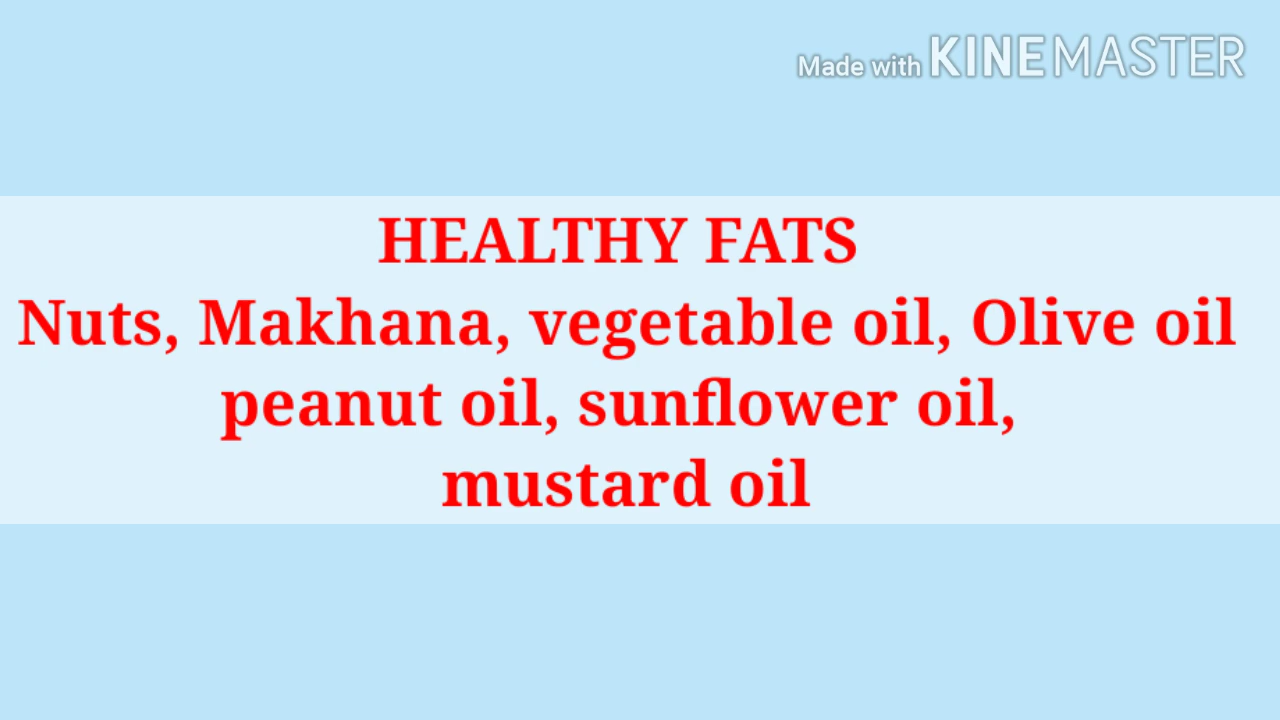 Made with KINEMASTER
HEALTHY FATS
Nuts, Makhana, vegetable oil, Olive oil
peanut oil, sunflower oil,
mustard oil